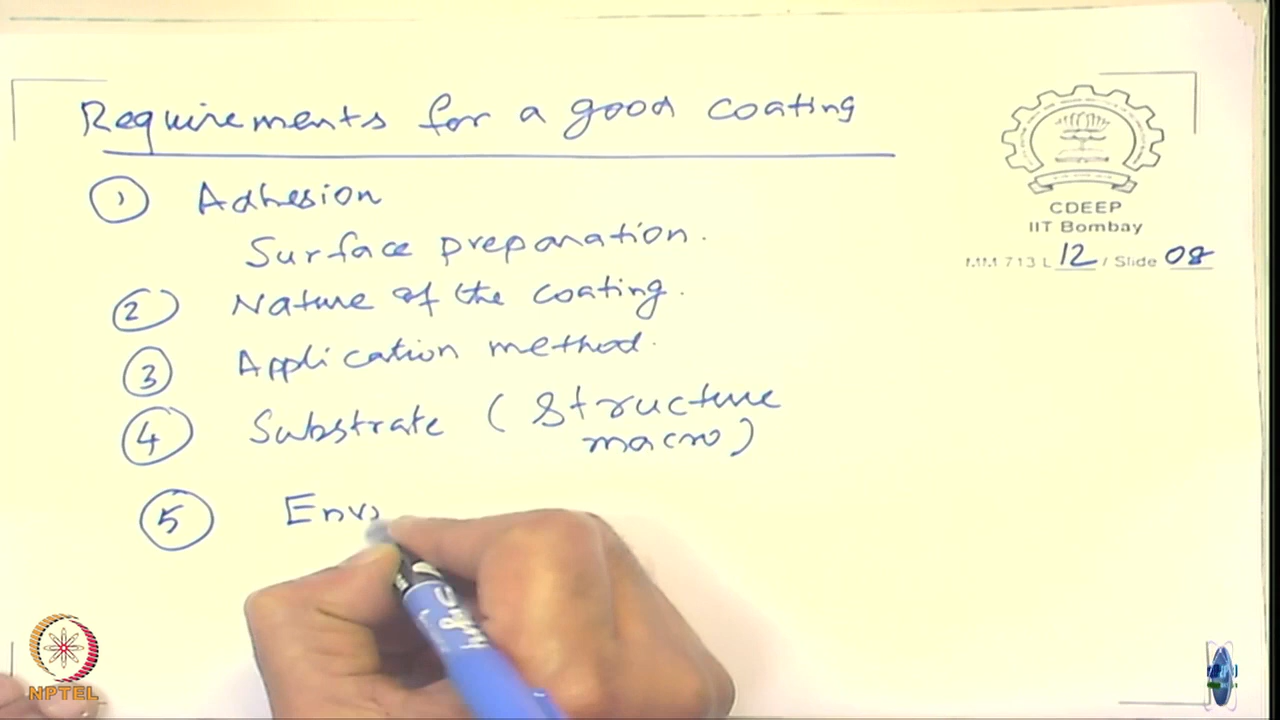 Requirements for a good coating
① Adhesion
Surface preparation.
② Nature of the coating.
③ Application method.
④ Substrate (Structure
macro)
⑤ Env
CDEEP
IIT Bombay
MM 713 L 12 / Slide 08
NPTEL